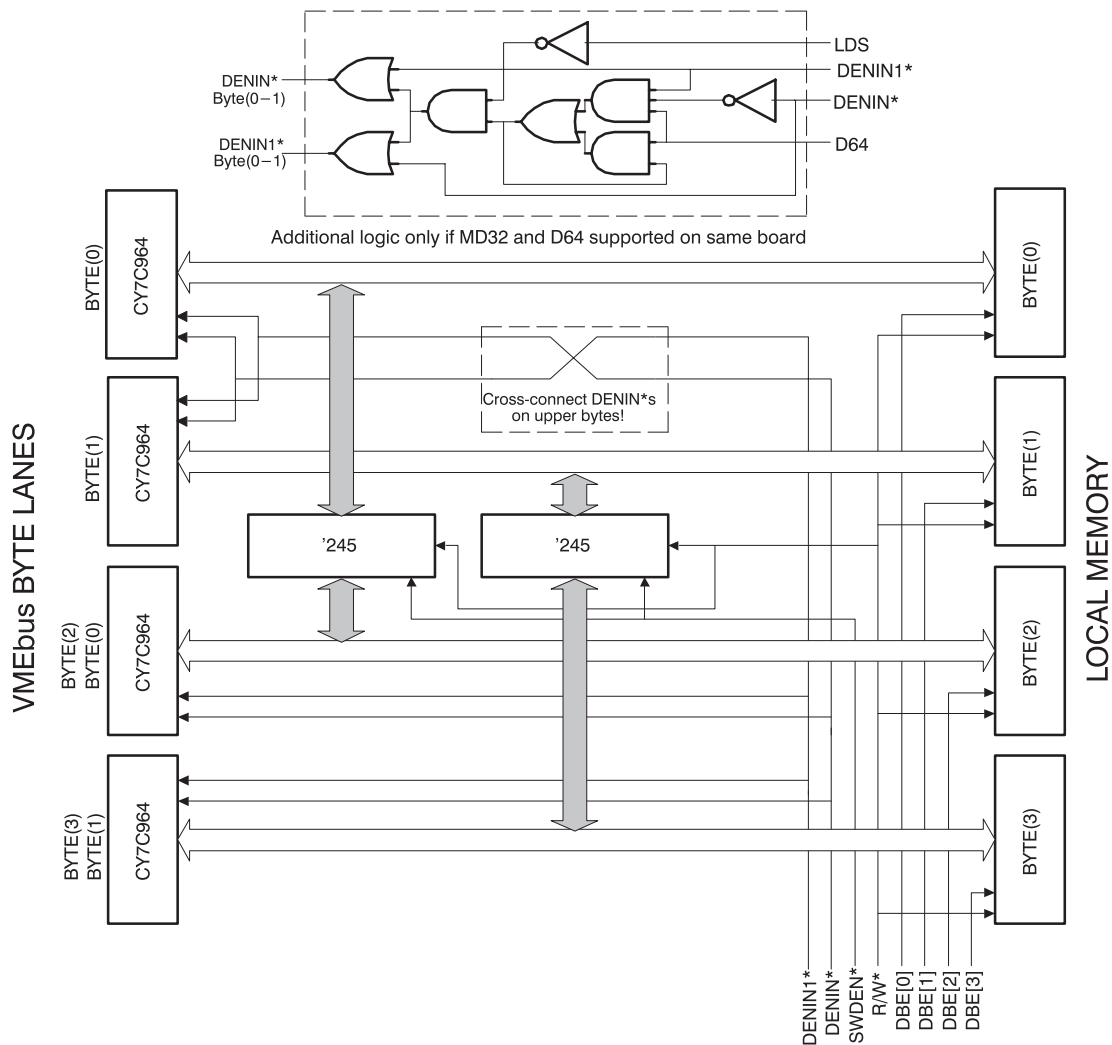 LDS
DENIN1*
DENIN*
D64
DENIN*
Byte(0–1)
DENIN1*
Byte(0–1)
Additional logic only if MD32 and D64 supported on same board
VMEbus BYTE LANES
BYTE(0)
CY7C964
BYTE(1)
CY7C964
BYTE(2)
BYTE(0)
CY7C964
BYTE(3)
BYTE(1)
CY7C964
Cross-connect DENIN*s
on upper bytes!
’245
’245
BYTE(0)
BYTE(1)
BYTE(2)
BYTE(3)
LOCAL MEMORY
DENIN1*
DENIN*
SWDEN*
R/W*
DBE[0]
DBE[1]
DBE[2]
DBE[3]